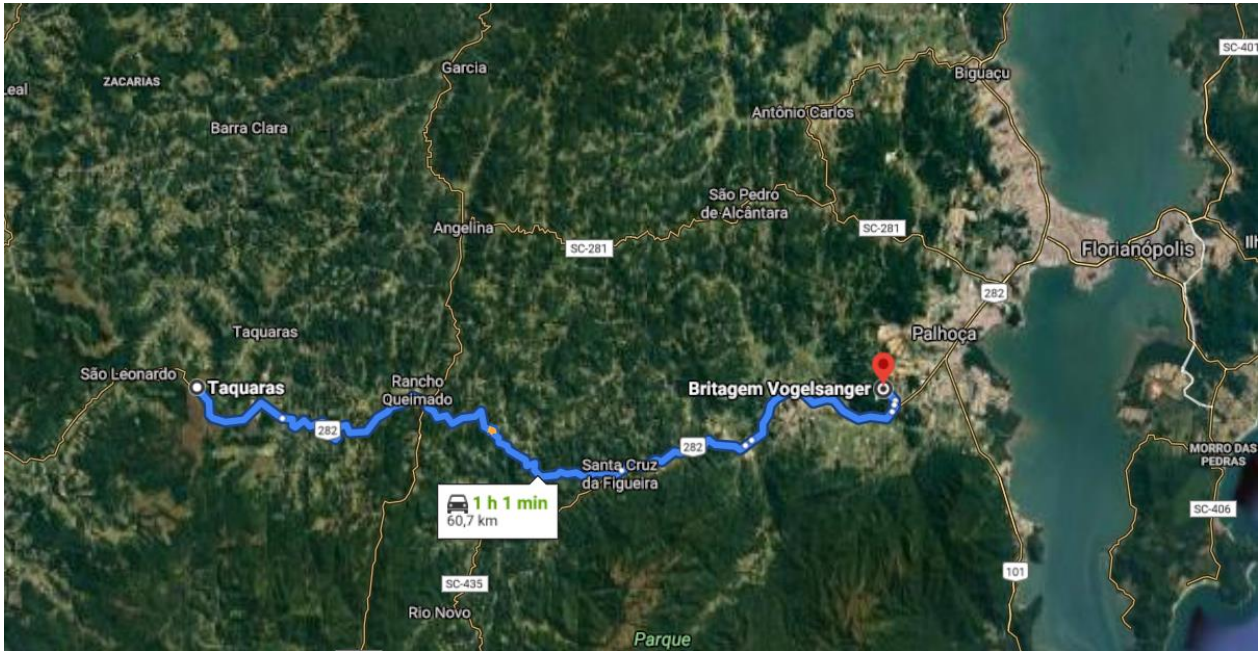 SC-401
Garcia
Biguaçu
ZACARIAS
Leal
Antônio Carlos
Barra Clara
São Pedro
de Alcântara
Angelina
SC-281
SC-281
Florianópolis
282
Palhoça
Taquaras
São Leonardo
Taquaras
Rancho
Queimado
Britagem Vogelsanger
282
282
MORRO DAS
PEDRAS
Santa Cruz
da Figueira
1 h 1 min
60,7 km
SC-406
101
SC-435
Rio Novo
Parque